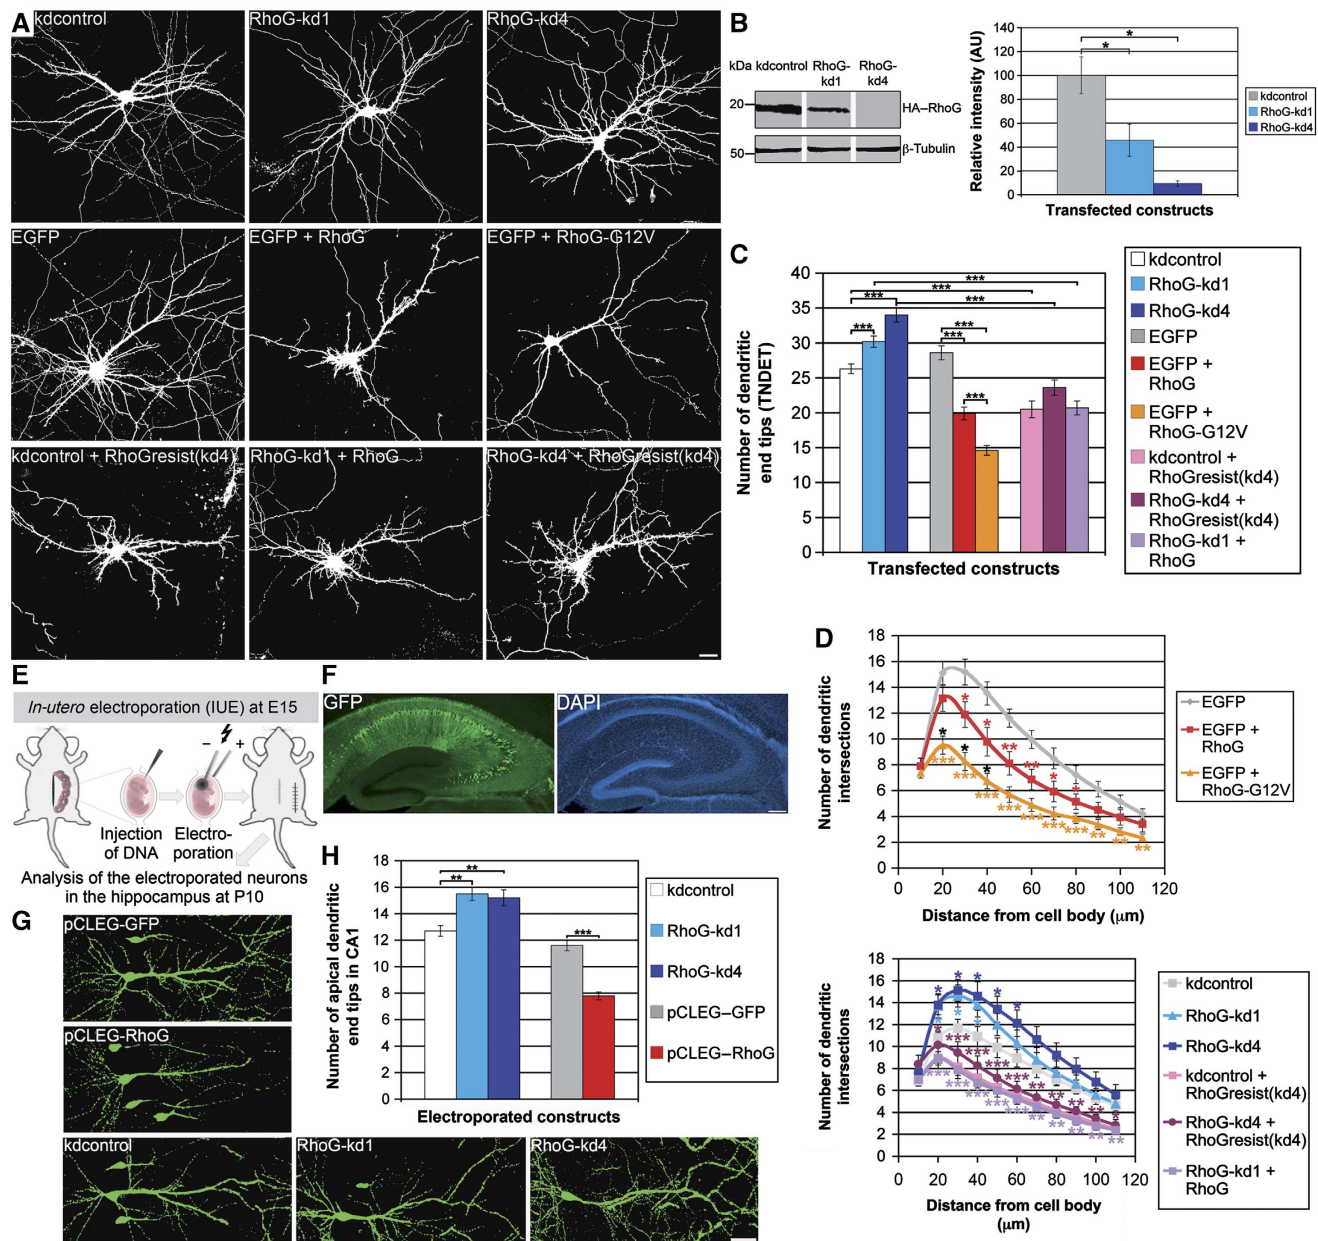 A
kdcontrol
RhoG-kd1
RhoG-kd4
EGFP
EGFP + RhoG
EGFP + RhoG-G12V
kdcontrol + RhoGresist(kd4)
RhoG-kd1 + RhoG
RhoG-kd4 + RhoGresist(kd4)
B
kDa kdcontrol RhoG-kd1 RhoG-kd4
20
HA–RhoG
50
β-Tubulin
Relative intensity (AU)
140
120
100
80
60
40
20
0
*
*
Transfected constructs
kdcontrol
RhoG-kd1
RhoG-kd4
C
Number of dendritic
end tips (TNDET)
40
35
30
25
20
15
10
5
0
***
***
***
***
***
***
***
***
Transfected constructs
kdcontrol
RhoG-kd1
RhoG-kd4
EGFP
EGFP +
RhoG
EGFP +
RhoG-G12V
kdcontrol +
RhoGresist(kd4)
RhoG-kd4 +
RhoGresist(kd4)
RhoG-kd1 +
RhoG
D
Number of dendritic
intersections
18
16
14
12
10
8
6
4
2
0
0 20 40 60 80 100 120
Distance from cell body (μm)
EGFP
EGFP +
RhoG
EGFP +
RhoG-G12V
Number of dendritic
intersections
18
16
14
12
10
8
6
4
2
0
0 20 40 60 80 100 120
Distance from cell body
(μm)
kdcontrol
RhoG-kd1
RhoG-kd4
kdcontrol +
RhoGresist(kd4)
RhoG-kd4 +
RhoGresist(kd4)
RhoG-kd1 +
RhoG
E
In-utero electroporation (IUE) at E15
– +
Injection
of DNA
Electro-
poration
Analysis of the electroporated neurons
in the hippocampus at P10
F
GFP
DAPI
G
pCLEG-GFP
pCLEG-RhoG
kdcontrol
RhoG-kd1
RhoG-kd4
H
Number of apical dendritic
end tips in CA1
18
16
14
12
10
8
6
4
2
0
**
**
***
Electroporated constructs
kdcontrol
RhoG-kd1
RhoG-kd4
pCLEG–GFP
pCLEG–RhoG